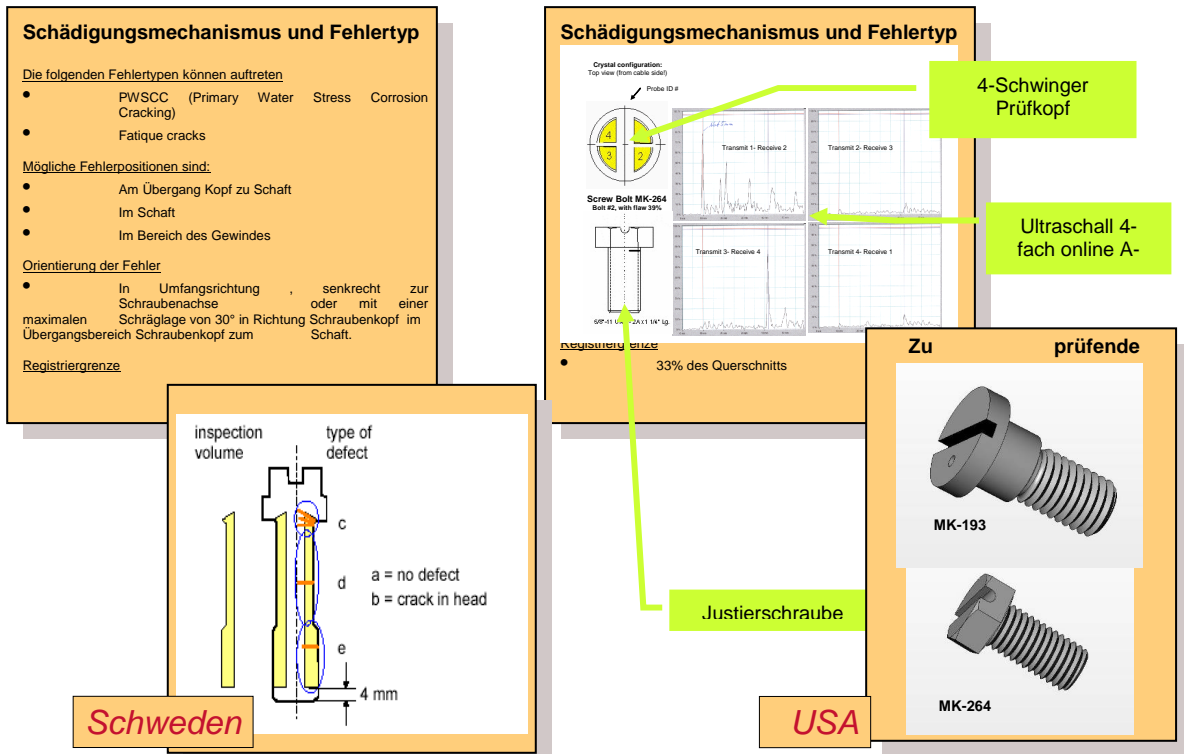 Schädigungsmechanismus und Fehlertyp
Die folgenden Fehlertypen können auftreten
• PWSCC (Primary Water Stress Corrosion
Cracking)
• Fatique cracks
Mögliche Fehlerpositionen sind:
• Am Übergang Kopf zu Schaft
• Im Schaft
• Im Bereich des Gewindes
Orientierung der Fehler
• In Umfangsrichtung , senkrecht zur
Schraubenachse oder mit einer
maximalen Schräglage von 30° in Richtung Schraubenkopf im
Übergangsbereich Schraubenkopf zum Schaft.
Registriergrenze
inspection
volume
type of
defect
c
d
e
a = no defect
b = crack in head
4 mm
Schweden
Schädigungsmechanismus und Fehlertyp
Crystal configuration:
Top view (from cable side!)
Probe ID #
4
3
2
Screw Bolt MK-264
Bolt #2, with flaw 39%
Transmit 1- Receive 2
Transmit 2- Receive 3
Transmit 3- Receive 4
Transmit 4- Receive 1
Registriergrenze
• 33% des Querschnitts
4-Schwinger
Prüfkopf
Ultraschall 4-
fach online A-
Justierschraube
Zu prüfende
MK-193
MK-264
USA